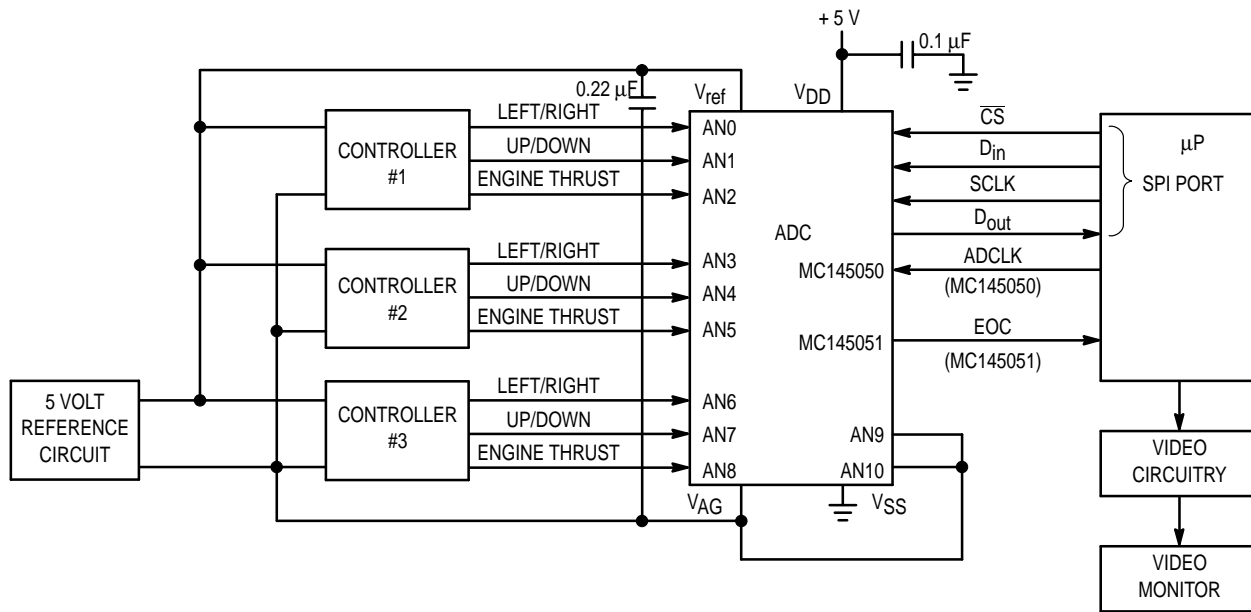 + 5 V
0.1 µF
0.22 µF
V_ref
V_DD
LEFT/RIGHT
UP/DOWN
ENGINE THRUST
CONTROLLER
#1
AN0
AN1
AN2
LEFT/RIGHT
UP/DOWN
ENGINE THRUST
CONTROLLER
#2
AN3
AN4
AN5
LEFT/RIGHT
UP/DOWN
ENGINE THRUST
CONTROLLER
#3
AN6
AN7
AN8
5 VOLT
REFERENCE
CIRCUIT
ADC
MC145050
MC145051
AN9
AN10
V_AG
V_SS
C̅S̅
D_in
SCLK
D_out
ADCLK
(MC145050)
EOC
(MC145051)
µP
SPI PORT
VIDEO
CIRCUITRY
VIDEO
MONITOR